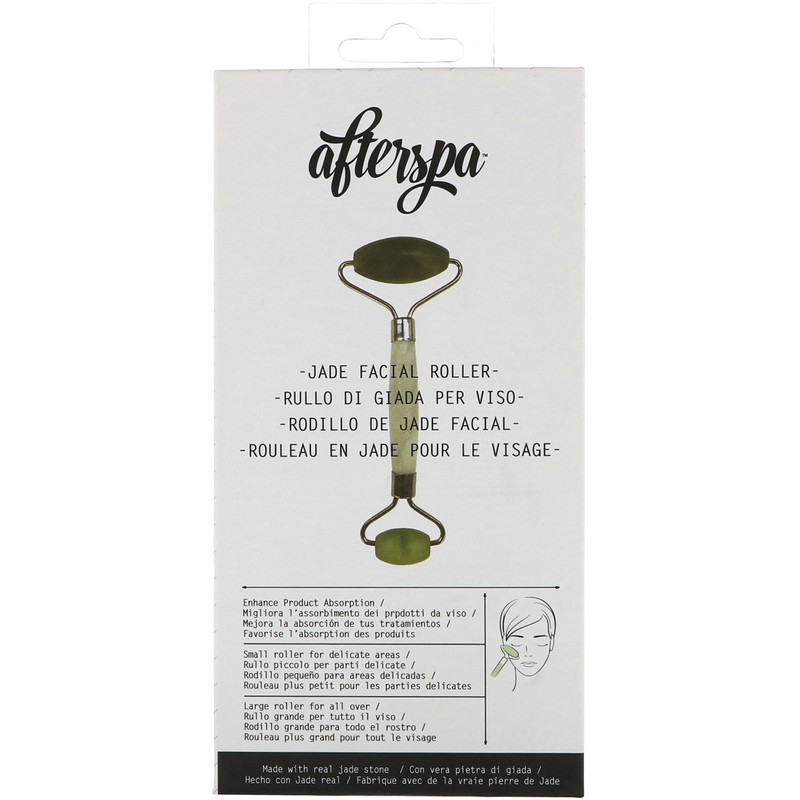 afterspa™
-JADE FACIAL ROLLER-
-RULLO DI GIADA PER VISO-
-RODILLO DE JADE FACIAL-
-ROULEAU EN JADE POUR LE VISAGE-
Enhance Product Absorption /
Migliora l'assorbimento dei prpdotti da viso /
Mejora la absorción de tus tratamientos /
Favorise l'absorption des produits
Small roller for delicate areas /
Rullo piccolo per parti delicate /
Rodillo pequeño para areas delicadas /
Rouleau plus petit pour les parties delicates
Large roller for all over /
Rullo grande per tutto il viso /
Rodillo grande para todo el rostro /
Rouleau plus grand pour tout le visage
Made with real jade stone / Con vera pietra di giada /
Hecho con Jade real / Fabrique avec de la vraie pierre de Jade